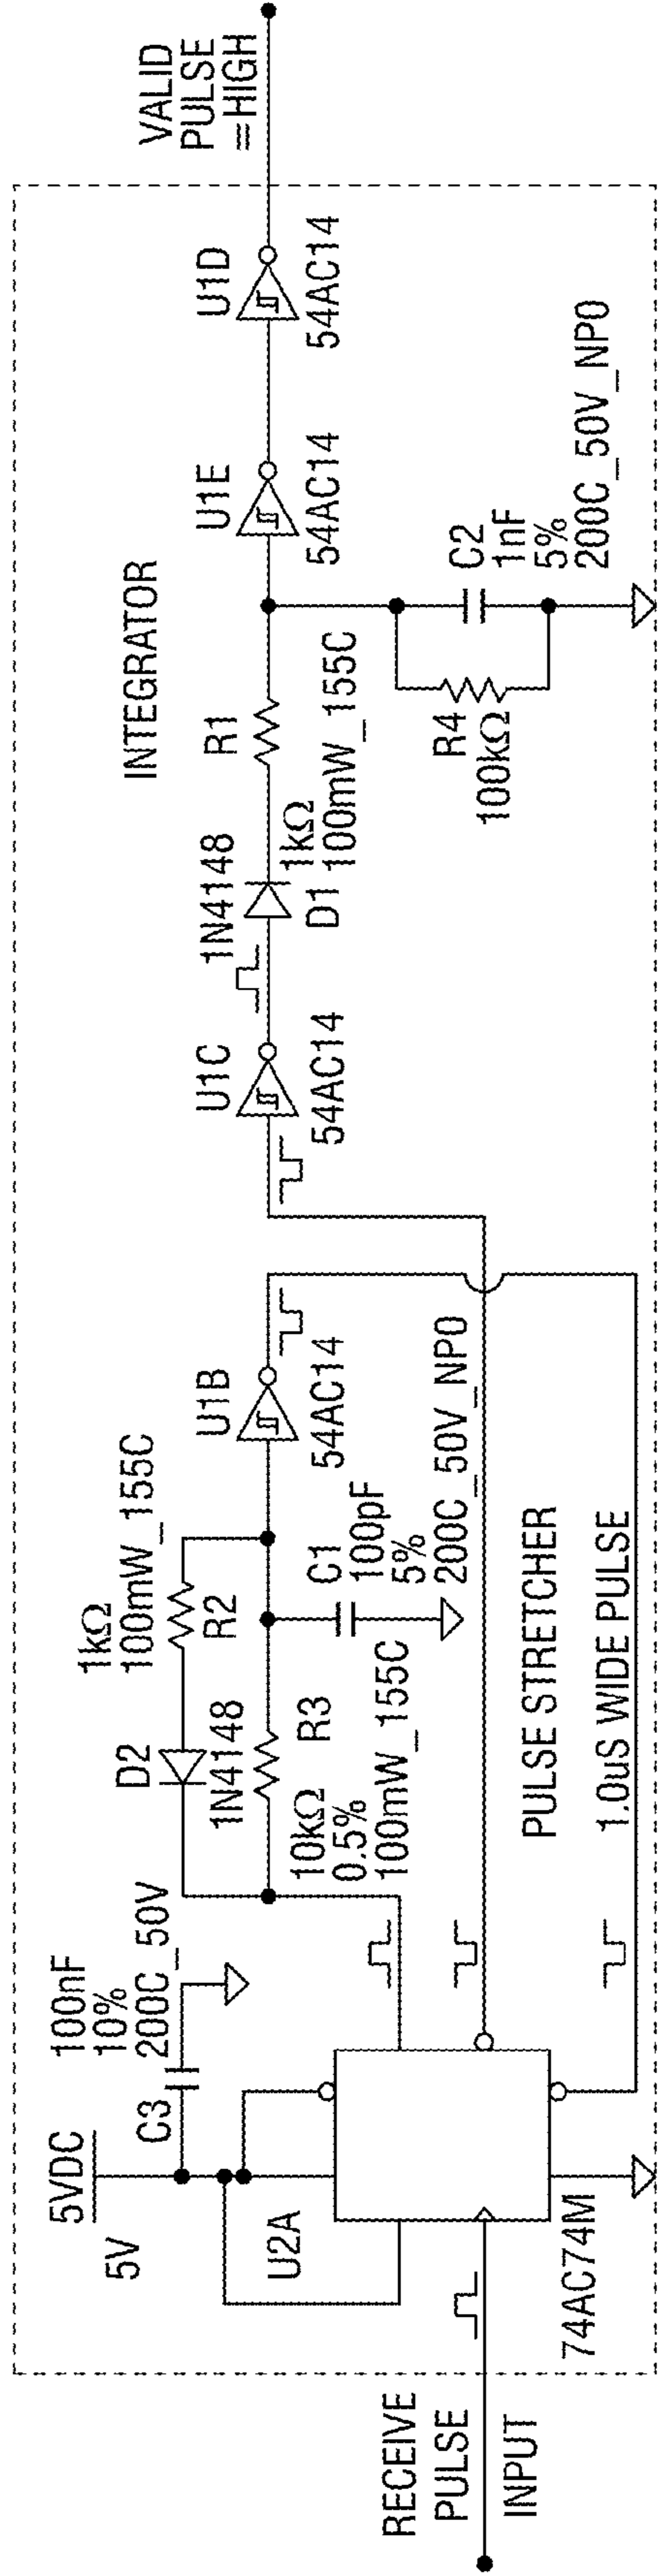 RECEIVE
PULSE
INPUT
5VDC
5V
C3
100nF
10%
200C_50V
U2A
74AC74M
D2
1N4148
1kΩ
100mW_155C
R2
R3
10kΩ
0.5%
100mW_155C
C1
100pF
5%
200C_50V_NP0
U1B
54AC14
PULSE STRETCHER
1.0uS WIDE PULSE
U1C
54AC14
INTEGRATOR
1N4148
D1
R1
1kΩ
100mW_155C
R4
100kΩ
C2
1nF
5%
200C_50V_NP0
U1E
54AC14
U1D
54AC14
VALID
PULSE
=HIGH